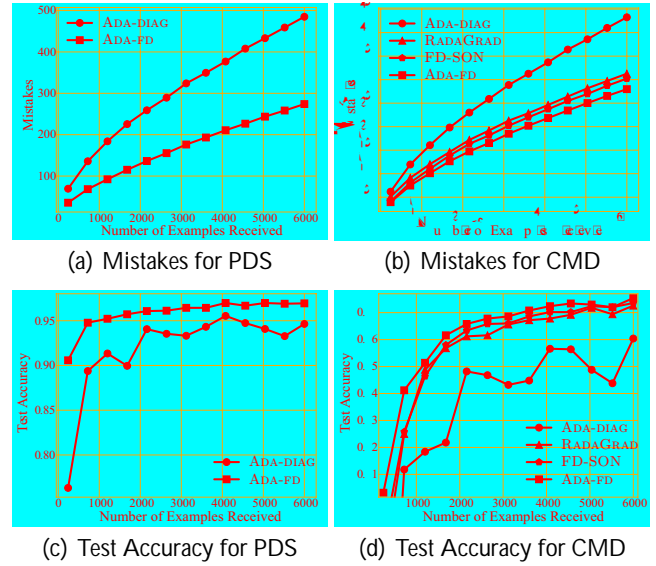 500
400
300
200
100
Mistakes
ADA-DIAG
ADA-FD
0 1000 2000 3000 4000 5000 6000
Number of Examples Received
(a) Mistakes for PDS
ADA-DIAG
RADAGRAD
FD-SON
ADA-FD
(b) Mistakes for CMD
0.95
0.90
0.85
0.80
Test Accuracy
ADA-DIAG
ADA-FD
0 1000 2000 3000 4000 5000 6000
Number of Examples Received
(c) Test Accuracy for PDS
0.
0.
0. 6
0. 5
0. 4
0. 3
0. 2
0. 1
Test Accuracy
ADA-DIAG
RADAGRAD
FD-SON
ADA-FD
1000 2000 3000 4000 5000 6000
Number of Examples Received
(d) Test Accuracy for CMD